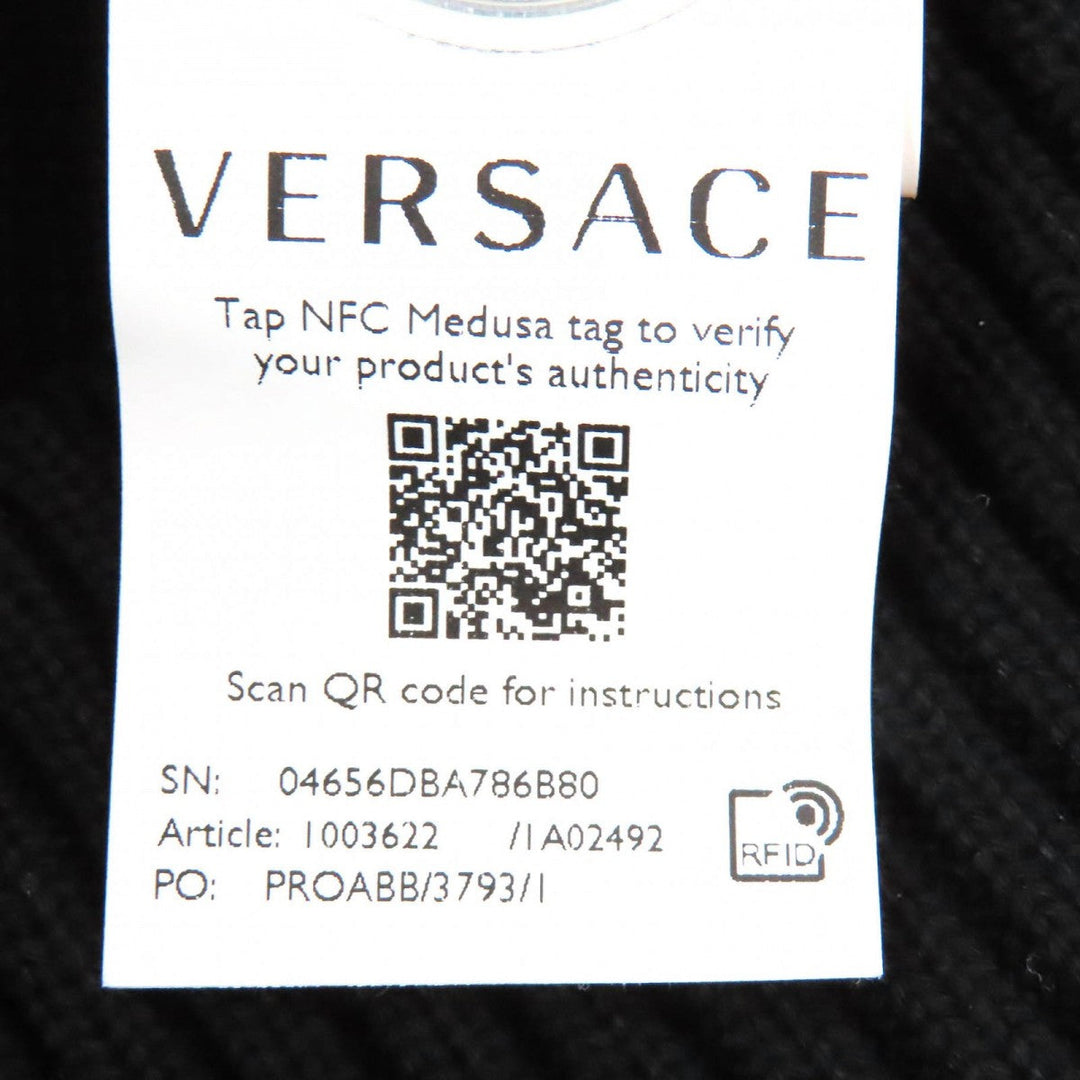 VERSACE
Tap NFC Medusa tag to verify
your product's authenticity
Scan QR code for instructions
SN: 04656DBA786B80
Article: 1003622 /1A02492
PO: PROABB/3793/1
RFID